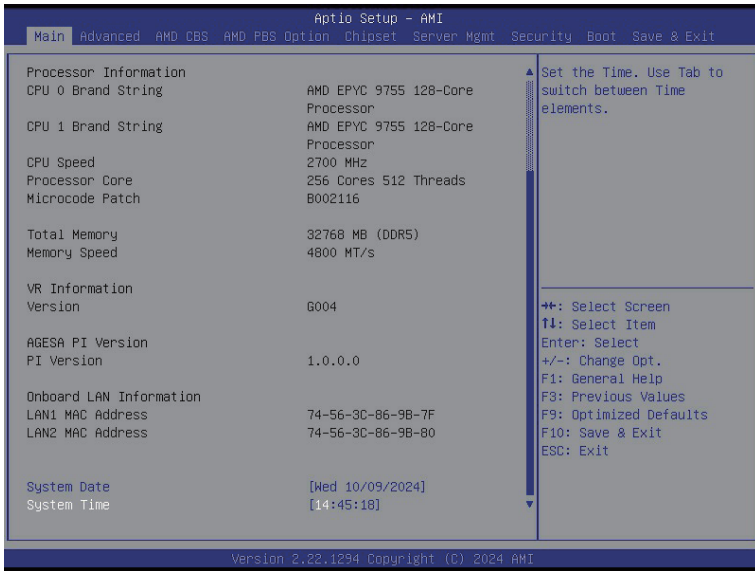 Aptio Setup – AMI
Main Advanced AMD CBS AMD PBS Option Chipset Server Mgmt Security Boot Save & Exit
Processor Information
CPU 0 Brand String AMD EPYC 9755 128-Core
Processor
CPU 1 Brand String AMD EPYC 9755 128-Core
Processor
CPU Speed 2700 MHz
Processor Core 256 Cores 512 Threads
Microcode Patch B002116
Total Memory 32768 MB (DDR5)
Memory Speed 4800 MT/s
VR Information
Version G004
AGESA PI Version
PI Version 1.0.0.0
Onboard LAN Information
LAN1 MAC Address 74-56-3C-86-9B-7F
LAN2 MAC Address 74-56-3C-86-9B-80
System Date [Wed 10/09/2024]
System Time [14:45:18]
Set the Time. Use Tab to
switch between Time
elements.
→←: Select Screen
↑↓: Select Item
Enter: Select
+/-: Change Opt.
F1: General Help
F3: Previous Values
F9: Optimized Defaults
F10: Save & Exit
ESC: Exit
Version 2.22.1294 Copyright (C) 2024 AMI